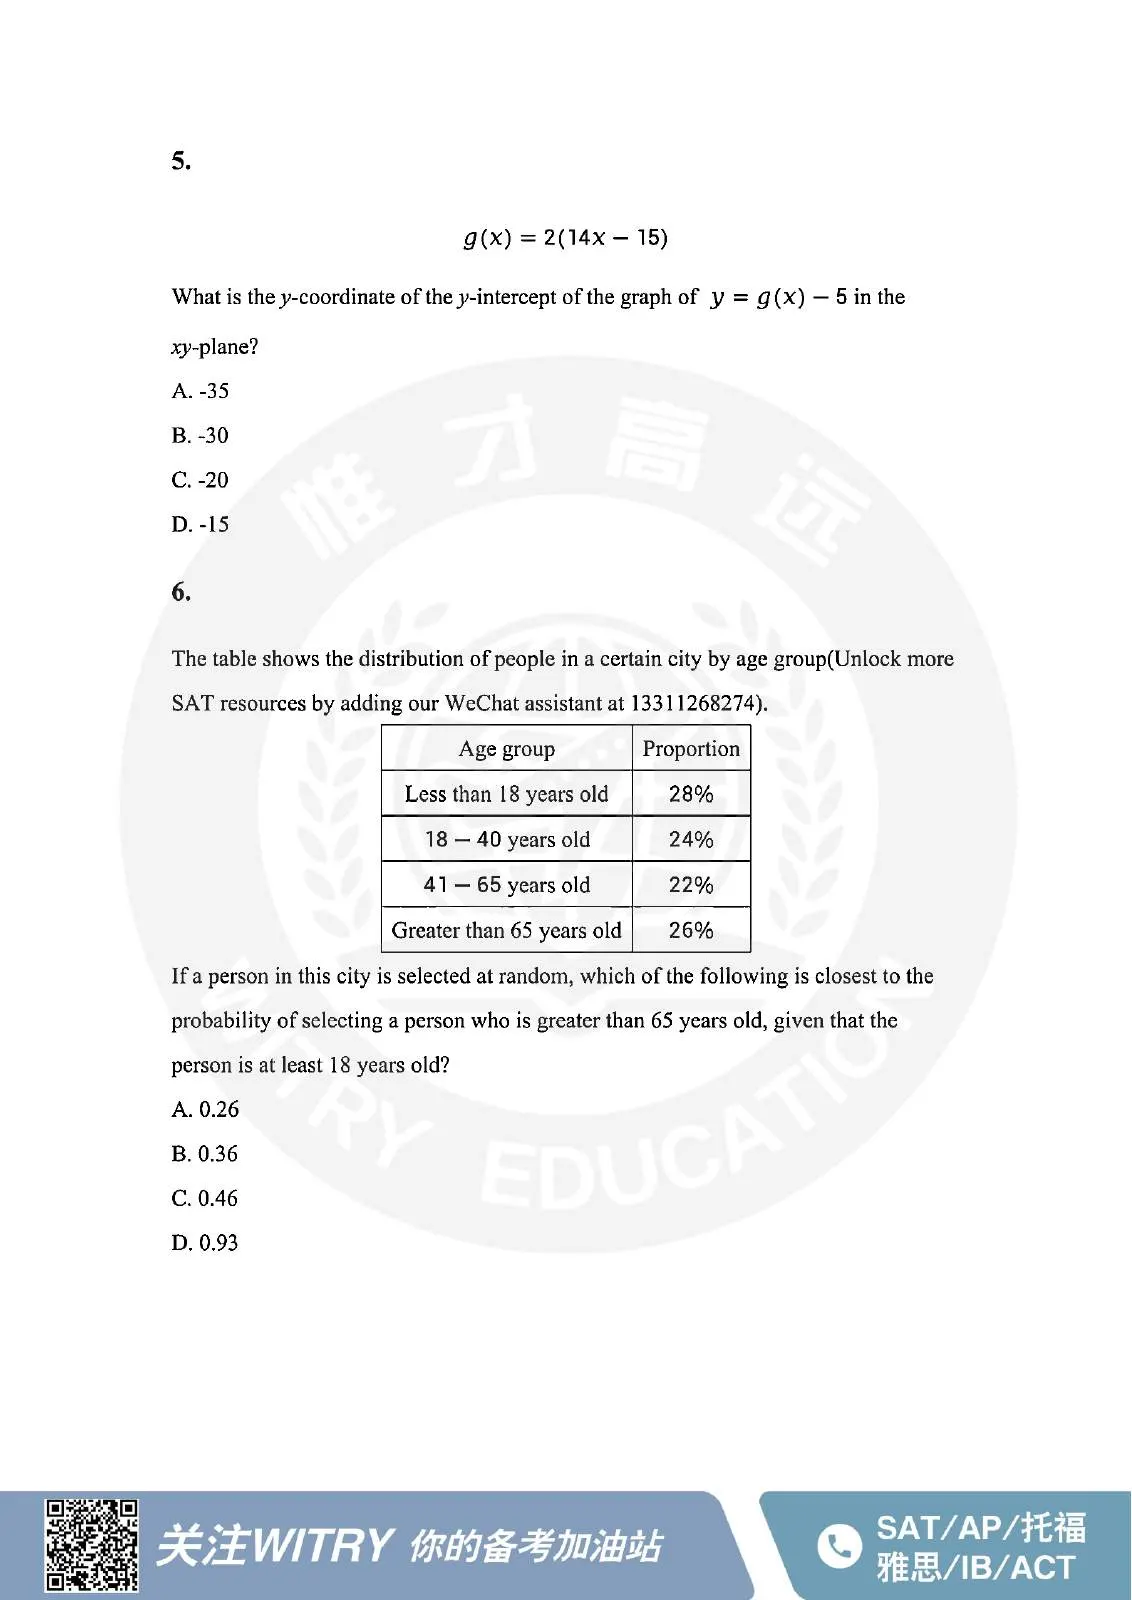 5.
g(x) = 2(14x − 15)
What is the y-coordinate of the y-intercept of the graph of y = g(x) − 5 in the
xy-plane?
A. -35
B. -30
C. -20
D. -15
6.
The table shows the distribution of people in a certain city by age group(Unlock more
SAT resources by adding our WeChat assistant at 13311268274).
Age group Proportion
Less than 18 years old 28%
18 − 40 years old 24%
41 − 65 years old 22%
Greater than 65 years old 26%
If a person in this city is selected at random, which of the following is closest to the
probability of selecting a person who is greater than 65 years old, given that the
person is at least 18 years old?
A. 0.26
B. 0.36
C. 0.46
D. 0.93
惟才高远
WITRY EDUCATION
关注WITRY 你的备考加油站
SAT/AP/托福
雅思/IB/ACT